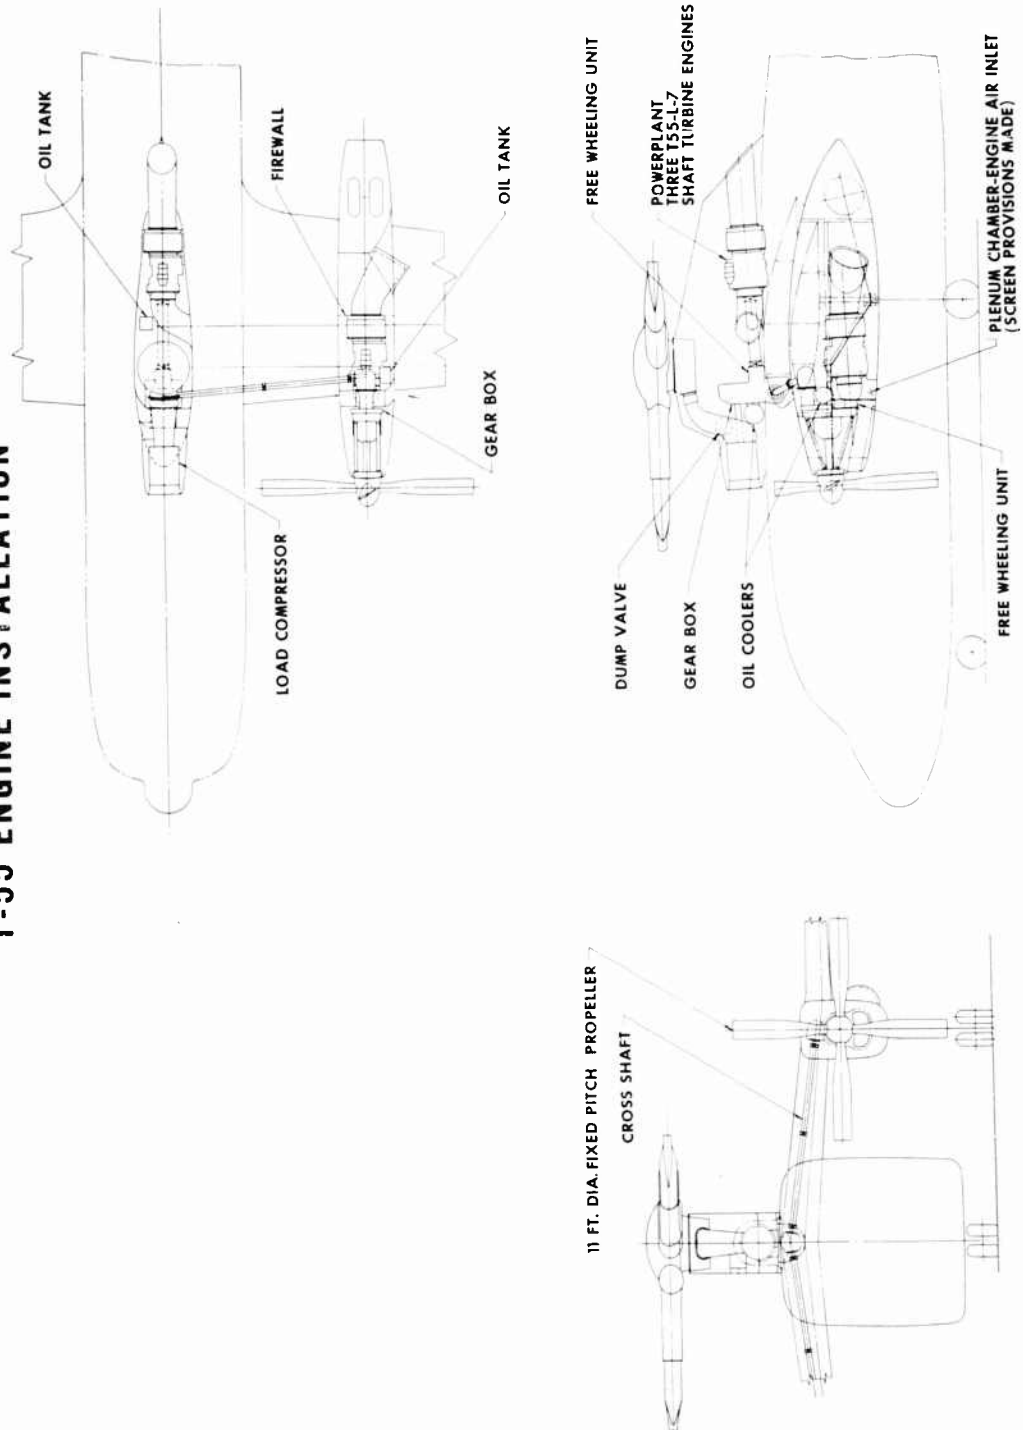 T-55 ENGINE INSTALLATION
OIL TANK
FIREWALL
OIL TANK
GEAR BOX
LOAD COMPRESSOR
FREE WHEELING UNIT
POWERPLANT
THREE T55-L-7
SHAFT TURBINE ENGINES
DUMP VALVE
GEAR BOX
OIL COOLERS
PLENUM CHAMBER-ENGINE AIR INLET
(SCREEN PROVISIONS MADE)
FREE WHEELING UNIT
11 FT. DIA. FIXED PITCH PROPELLER
CROSS SHAFT